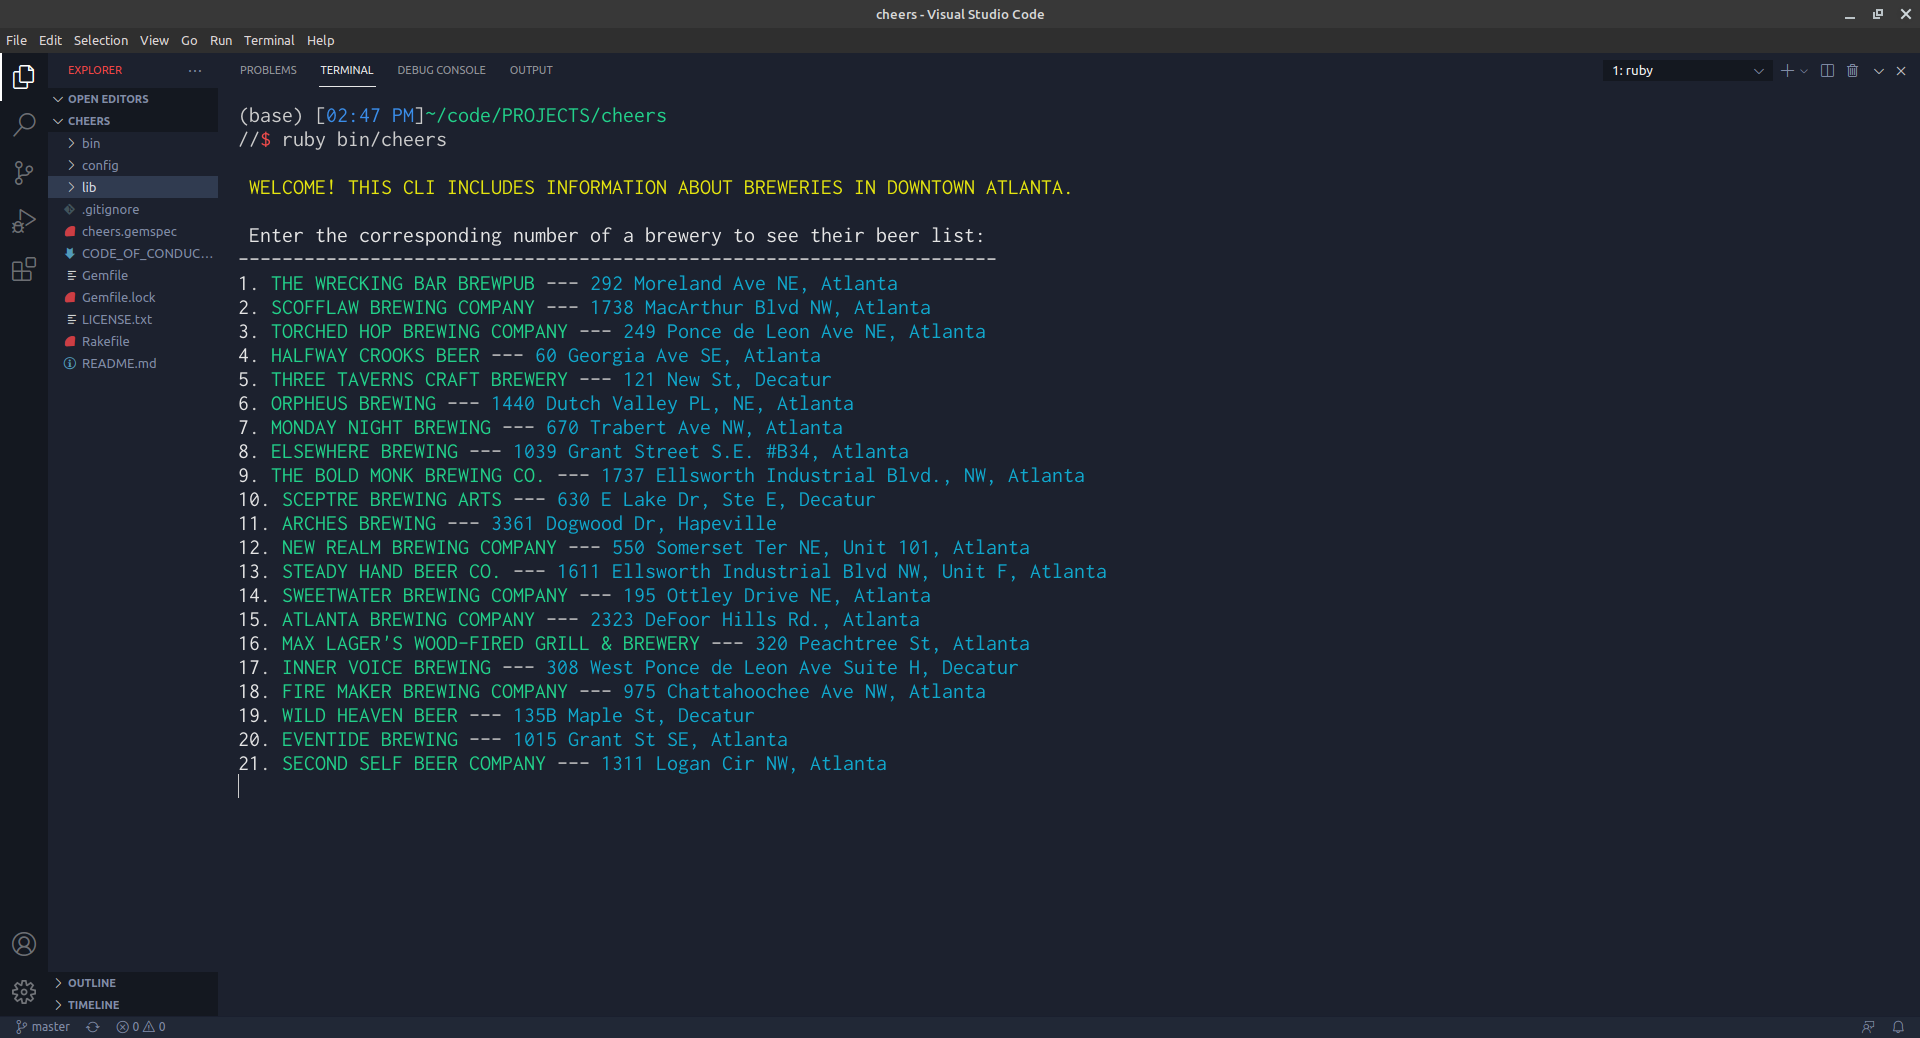 cheers - Visual Studio Code
File Edit Selection View Go Run Terminal Help
EXPLORER ...
OPEN EDITORS
CHEERS
bin
config
lib
.gitignore
cheers.gemspec
CODE_OF_CONDUC...
Gemfile
Gemfile.lock
LICENSE.txt
Rakefile
README.md
OUTLINE
TIMELINE
PROBLEMS TERMINAL DEBUG CONSOLE OUTPUT
1: ruby
(base) [02:47 PM]~/code/PROJECTS/cheers
//$ ruby bin/cheers
WELCOME! THIS CLI INCLUDES INFORMATION ABOUT BREWERIES IN DOWNTOWN ATLANTA.
Enter the corresponding number of a brewery to see their beer list:
---------------------------------------------------------------------
1. THE WRECKING BAR BREWPUB --- 292 Moreland Ave NE, Atlanta
2. SCOFFLAW BREWING COMPANY --- 1738 MacArthur Blvd NW, Atlanta
3. TORCHED HOP BREWING COMPANY --- 249 Ponce de Leon Ave NE, Atlanta
4. HALFWAY CROOKS BEER --- 60 Georgia Ave SE, Atlanta
5. THREE TAVERNS CRAFT BREWERY --- 121 New St, Decatur
6. ORPHEUS BREWING --- 1440 Dutch Valley PL, NE, Atlanta
7. MONDAY NIGHT BREWING --- 670 Trabert Ave NW, Atlanta
8. ELSEWHERE BREWING --- 1039 Grant Street S.E. #B34, Atlanta
9. THE BOLD MONK BREWING CO. --- 1737 Ellsworth Industrial Blvd., NW, Atlanta
10. SCEPTRE BREWING ARTS --- 630 E Lake Dr, Ste E, Decatur
11. ARCHES BREWING --- 3361 Dogwood Dr, Hapeville
12. NEW REALM BREWING COMPANY --- 550 Somerset Ter NE, Unit 101, Atlanta
13. STEADY HAND BEER CO. --- 1611 Ellsworth Industrial Blvd NW, Unit F, Atlanta
14. SWEETWATER BREWING COMPANY --- 195 Ottley Drive NE, Atlanta
15. ATLANTA BREWING COMPANY --- 2323 DeFoor Hills Rd., Atlanta
16. MAX LAGER'S WOOD-FIRED GRILL & BREWERY --- 320 Peachtree St, Atlanta
17. INNER VOICE BREWING --- 308 West Ponce de Leon Ave Suite H, Decatur
18. FIRE MAKER BREWING COMPANY --- 975 Chattahoochee Ave NW, Atlanta
19. WILD HEAVEN BEER --- 135B Maple St, Decatur
20. EVENTIDE BREWING --- 1015 Grant St SE, Atlanta
21. SECOND SELF BEER COMPANY --- 1311 Logan Cir NW, Atlanta
master 0 0